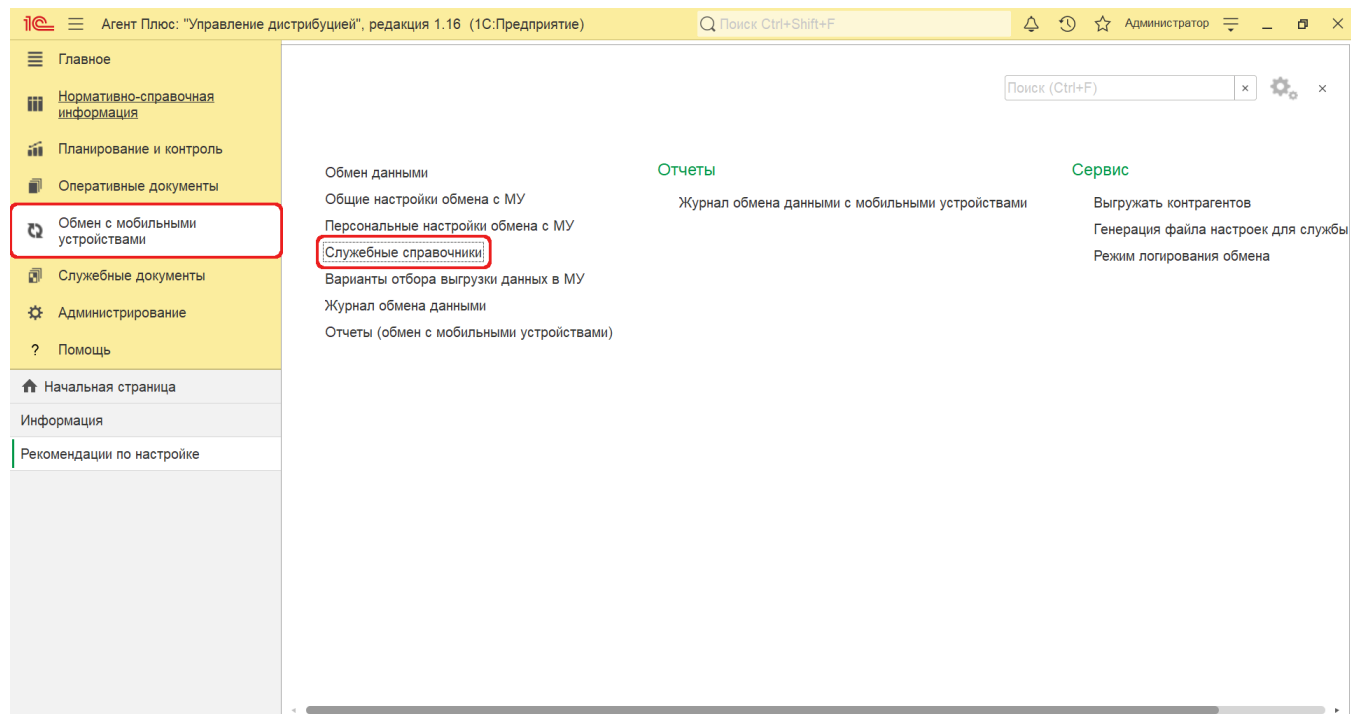 1С Агент Плюс: "Управление дистрибуцией", редакция 1.16 (1С:Предприятие)
Поиск Ctrl+Shift+F
Администратор
Главное
Нормативно-справочная
информация
Планирование и контроль
Оперативные документы
Обмен с мобильными
устройствами
Служебные документы
Администрирование
? Помощь
Начальная страница
Информация
Рекомендации по настройке
Поиск (Ctrl+F)
Обмен данными
Общие настройки обмена с МУ
Персональные настройки обмена с МУ
Служебные справочники
Варианты отбора выгрузки данных в МУ
Журнал обмена данными
Отчеты (обмен с мобильными устройствами)
Отчеты
Журнал обмена данными с мобильными устройствами
Сервис
Выгружать контрагентов
Генерация файла настроек для службы
Режим логирования обмена